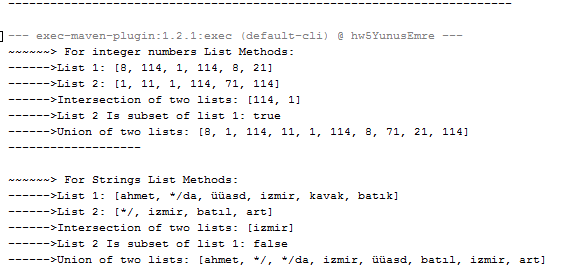 --------------------------------------------------------------
--- exec-maven-plugin:1.2.1:exec (default-cli) @ hw5YunusEmre ---
~~~~~~> For integer numbers List Methods:
------>List 1: [8, 114, 1, 114, 8, 21]
------>List 2: [1, 11, 1, 114, 71, 114]
------>Intersection of two lists: [114, 1]
------>List 2 Is subset of list 1: true
------>Union of two lists: [8, 1, 114, 11, 1, 114, 8, 71, 21, 114]
-------------------
~~~~~~> For Strings List Methods:
------>List 1: [ahmet, */da, üüasd, izmir, kavak, batık]
------>List 2: [*/, izmir, batıl, art]
------>Intersection of two lists: [izmir]
------>List 2 Is subset of list 1: false
------>Union of two lists: [ahmet, */, */da, izmir, üüasd, batıl, izmir, art]